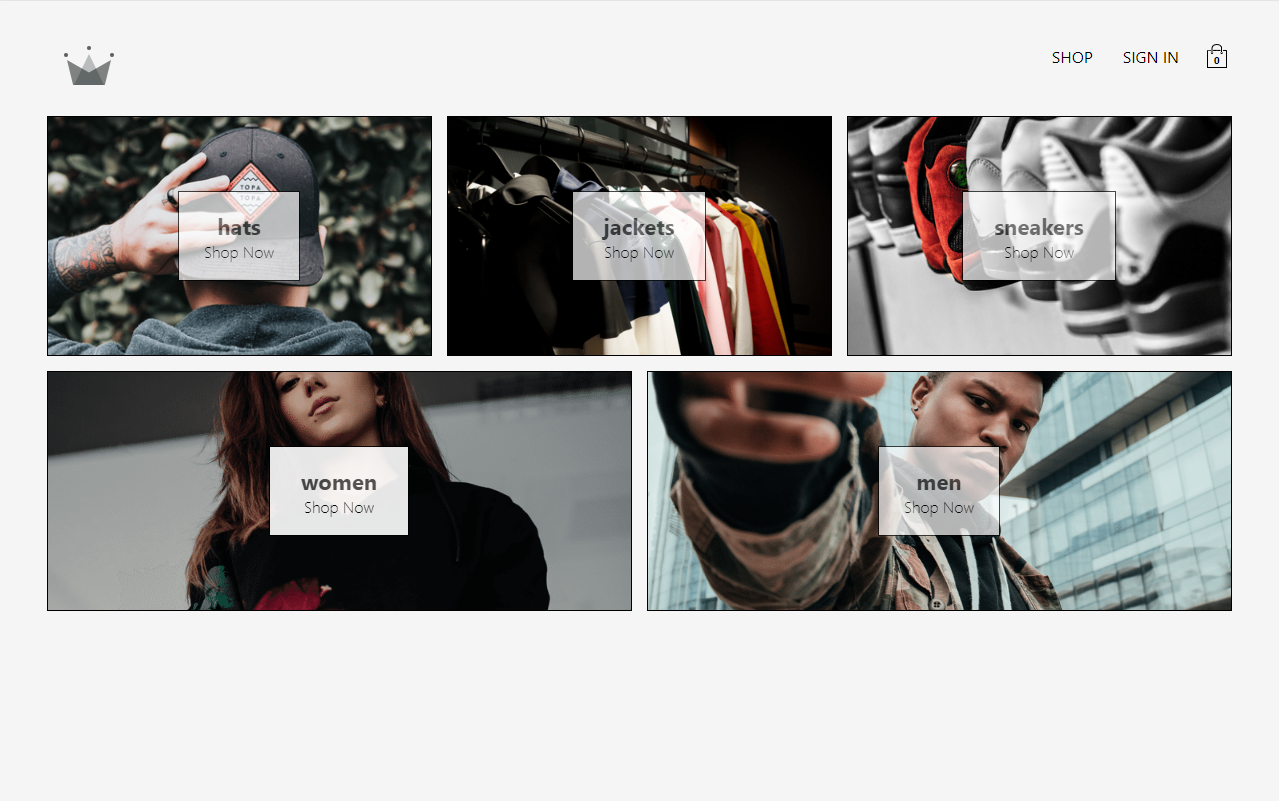 SHOP SIGN IN 0
TOPA
TOPA
hats
Shop Now
jackets
Shop Now
sneakers
Shop Now
women
Shop Now
men
Shop Now